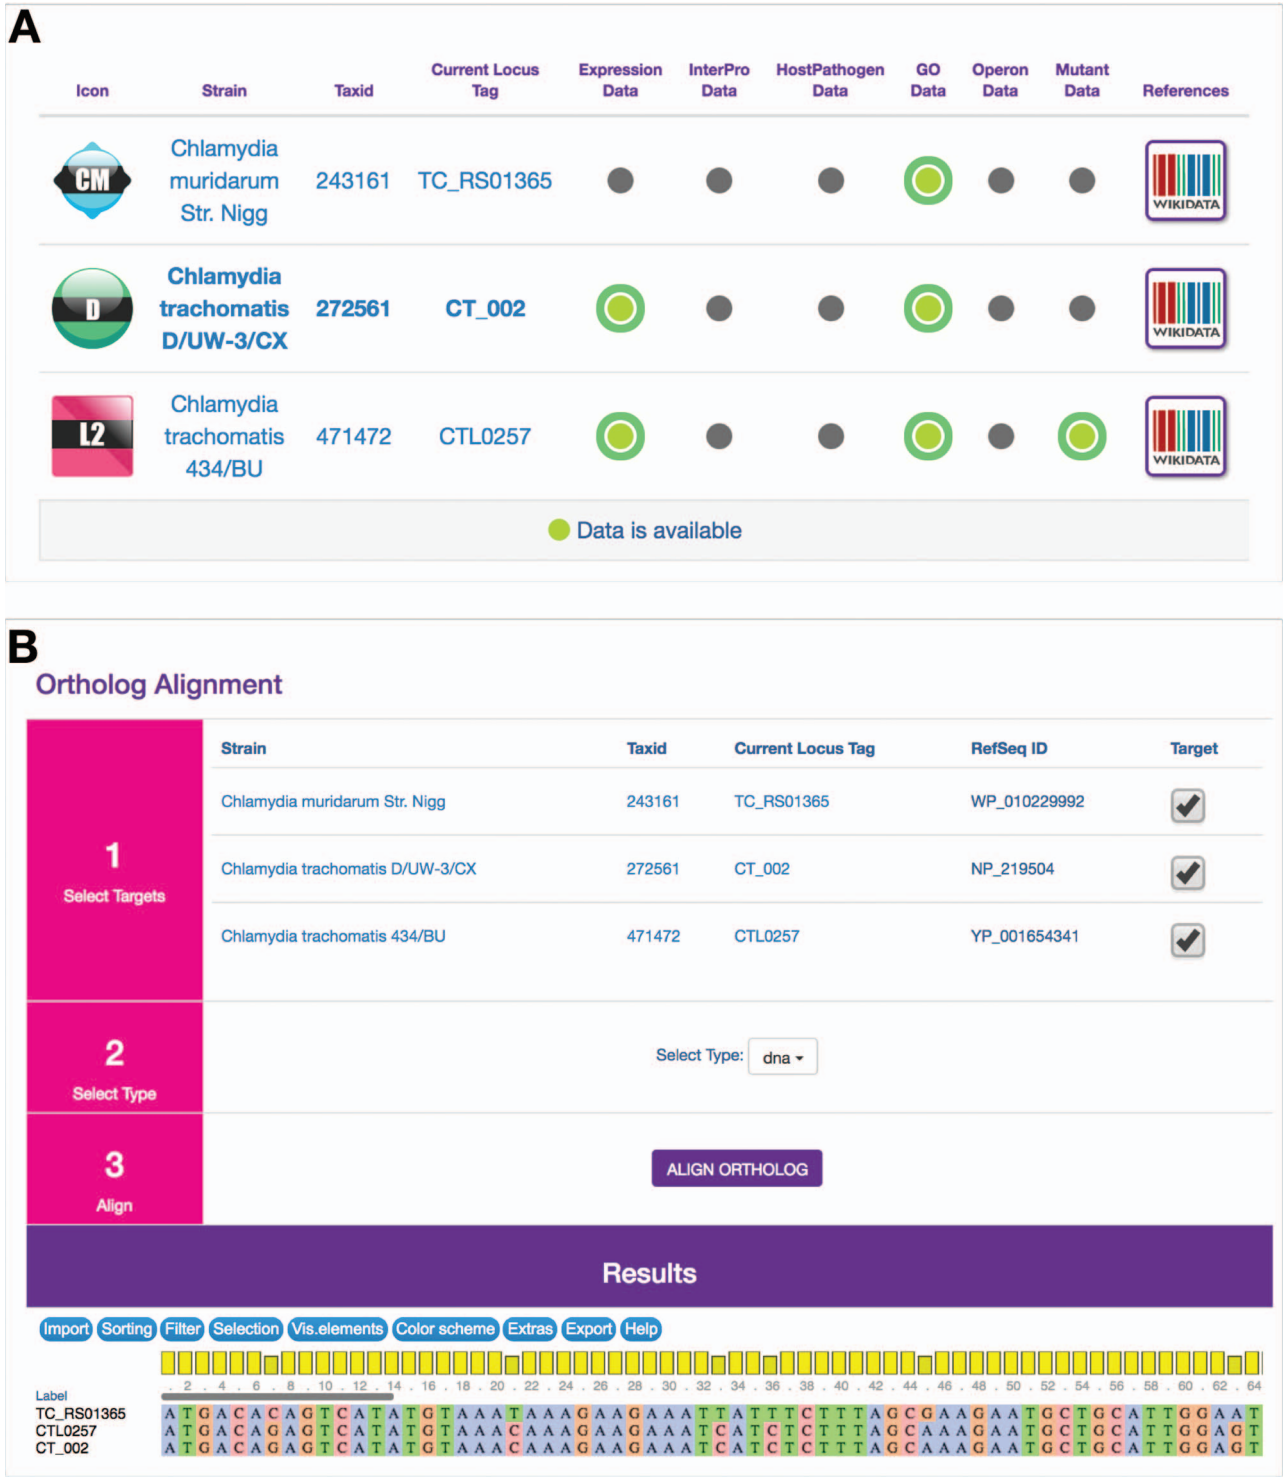 A
Icon Strain Taxid Current Locus Tag Expression Data InterPro Data HostPathogen Data GO Data Operon Data Mutant Data References
CM Chlamydia muridarum Str. Nigg 243161 TC_RS01365 WIKIDATA
D Chlamydia trachomatis D/UW-3/CX 272561 CT_002 WIKIDATA
L2 Chlamydia trachomatis 434/BU 471472 CTL0257 WIKIDATA
Data is available
B
Ortholog Alignment
Strain Taxid Current Locus Tag RefSeq ID Target
Chlamydia muridarum Str. Nigg 243161 TC_RS01365 WP_010229992
Chlamydia trachomatis D/UW-3/CX 272561 CT_002 NP_219504
Chlamydia trachomatis 434/BU 471472 CTL0257 YP_001654341
1
Select Targets
2
Select Type
Select Type: dna
3
Align
ALIGN ORTHOLOG
Results
Import Sorting Filter Selection Vis.elements Color scheme Extras Export Help
. 2 . 4 . 6 . 8 . 10 . 12 . 14 . 16 . 18 . 20 . 22 . 24 . 26 . 28 . 30 . 32 . 34 . 36 . 38 . 40 . 42 . 44 . 46 . 48 . 50 . 52 . 54 . 56 . 58 . 60 . 62 . 64
Label
TC_RS01365 A T G A C A C A G T C A T A T G T A A A T A A A G A A G A A A T T A T T T C T T T A G C G A A G A A T G C T G C A T T G G A A T
CTL0257 A T G A C A G A G T C A T A T G T A A A C A A A G A A G A A A T C A T C T C T T T A G C A A A G A A T G C T G C A T T G G A G T
CT_002 A T G A C A G A G T C A T A T G T A A A C A A A G A A G A A A T C A T C T C T T T A G C A A A G A A T G C T G C A T T G G A G T